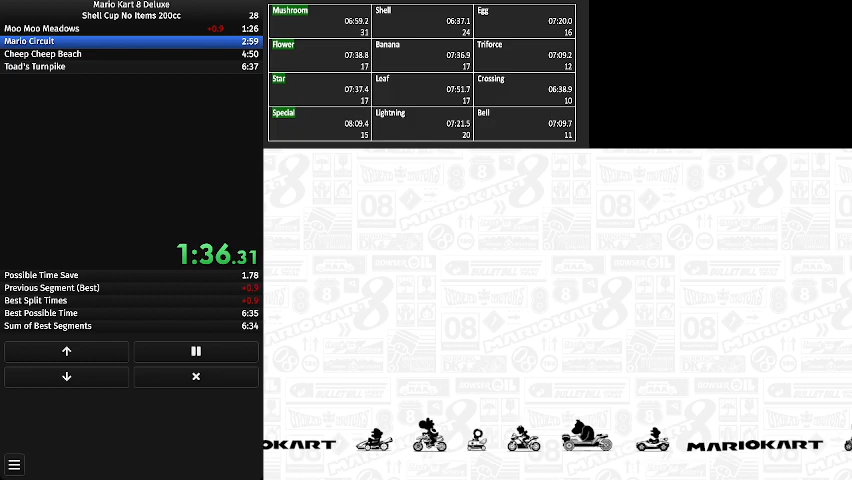 Mario Kart 8 Deluxe
Shell Cup No Items 200cc 28
Moo Moo Meadows +0.9 1:26
Mario Circuit 2:59
Cheep Cheep Beach 4:50
Toad's Turnpike 6:37
1:36.31
Possible Time Save 1.78
Previous Segment (Best) +0.9
Best Split Times +0.9
Best Possible Time 6:35
Sum of Best Segments 6:34
Mushroom Shell Egg
06:59.2 06:37.1 07:20.0
31 24 16
Flower Banana Triforce
07:38.8 07:36.9 07:09.2
17 17 12
Star Leaf Crossing
07:37.4 07:51.7 06:38.9
17 17 10
Special Lightning Bell
08:09.4 07:21.5 07:09.7
15 20 11
MARIOKART